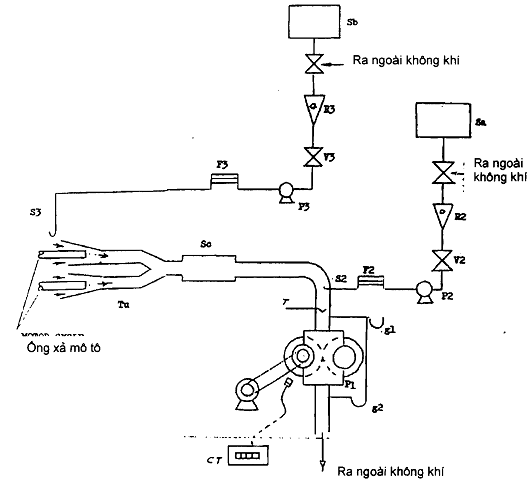 Sb
Ra ngoài không khí
R3
Sa
Ra ngoài
không khí
V3
F3
P3
R2
S3
V2
Sc
S2
F2
P2
Tu
T
g1
Ống xả mô tô
P1
g2
CT
Ra ngoài không khí